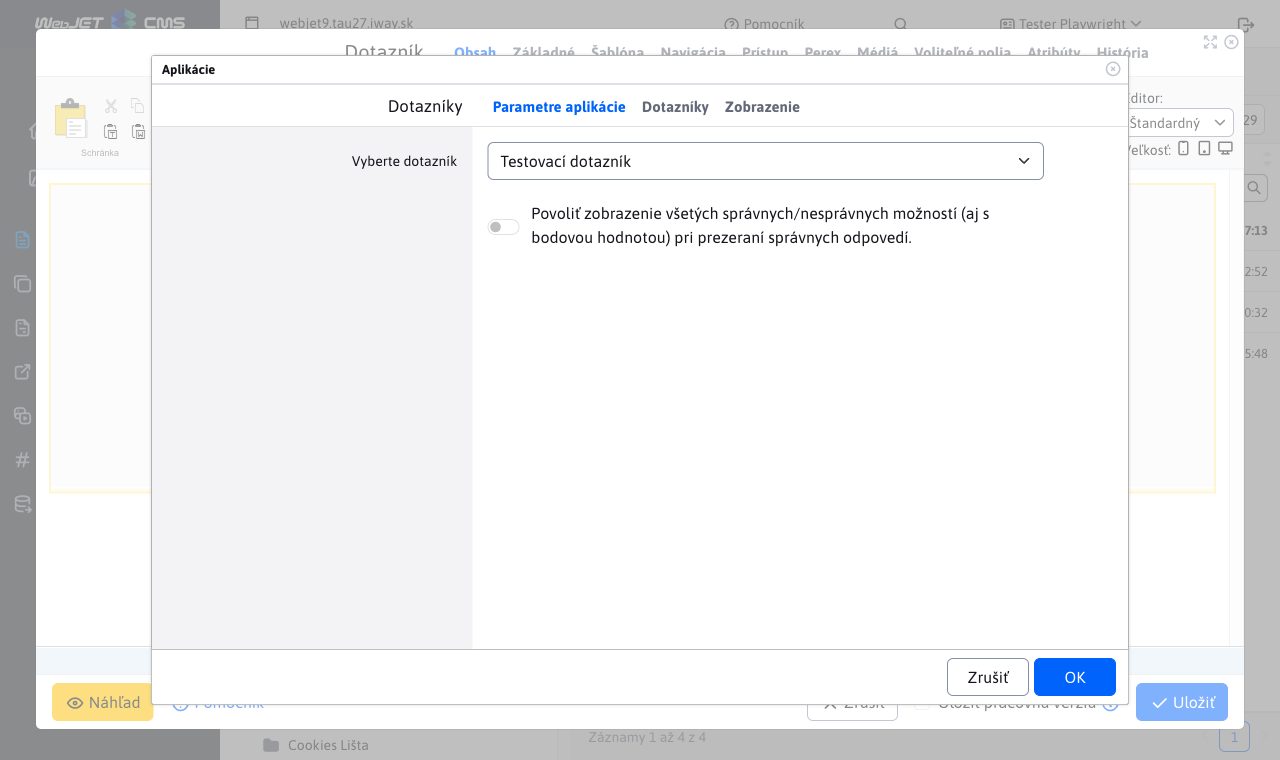 WebJET CMS
webjet9.tau27.iway.sk
Pomocník
Tester Playwright
Dotazník
Obsah
Základné
Šablóna
Navigácia
Prístup
Perex
Médiá
Voliteľné polia
Atribúty
História
Aplikácie
Dotazníky
Parametre aplikácie
Dotazníky
Zobrazenie
Schránka
ditor:
Štandardný
29
eľkosť:
Vyberte dotazník
Testovací dotazník
Povoliť zobrazenie všetých správnych/nesprávnych možností (aj s
bodovou hodnotou) pri prezeraní správnych odpovedí.
7:13
2:52
0:32
5:48
Zrušiť
OK
Náhľad
Pomocník
Zrušiť
Uložiť pracovnú verziu
Uložiť
Cookies Lišta
Záznamy 1 až 4 z 4
1